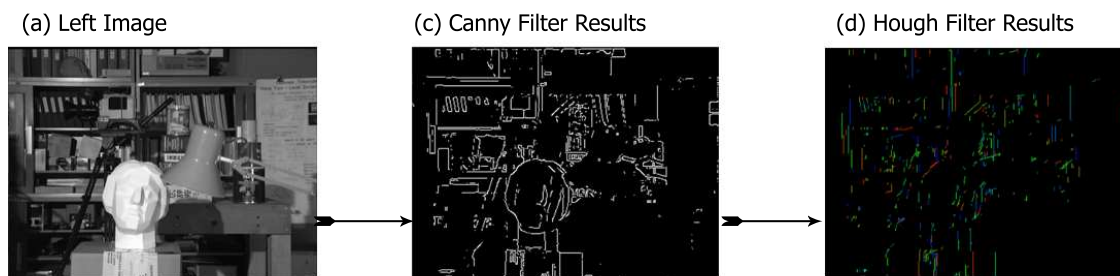 (a) Left Image
(c) Canny Filter Results
(d) Hough Filter Results